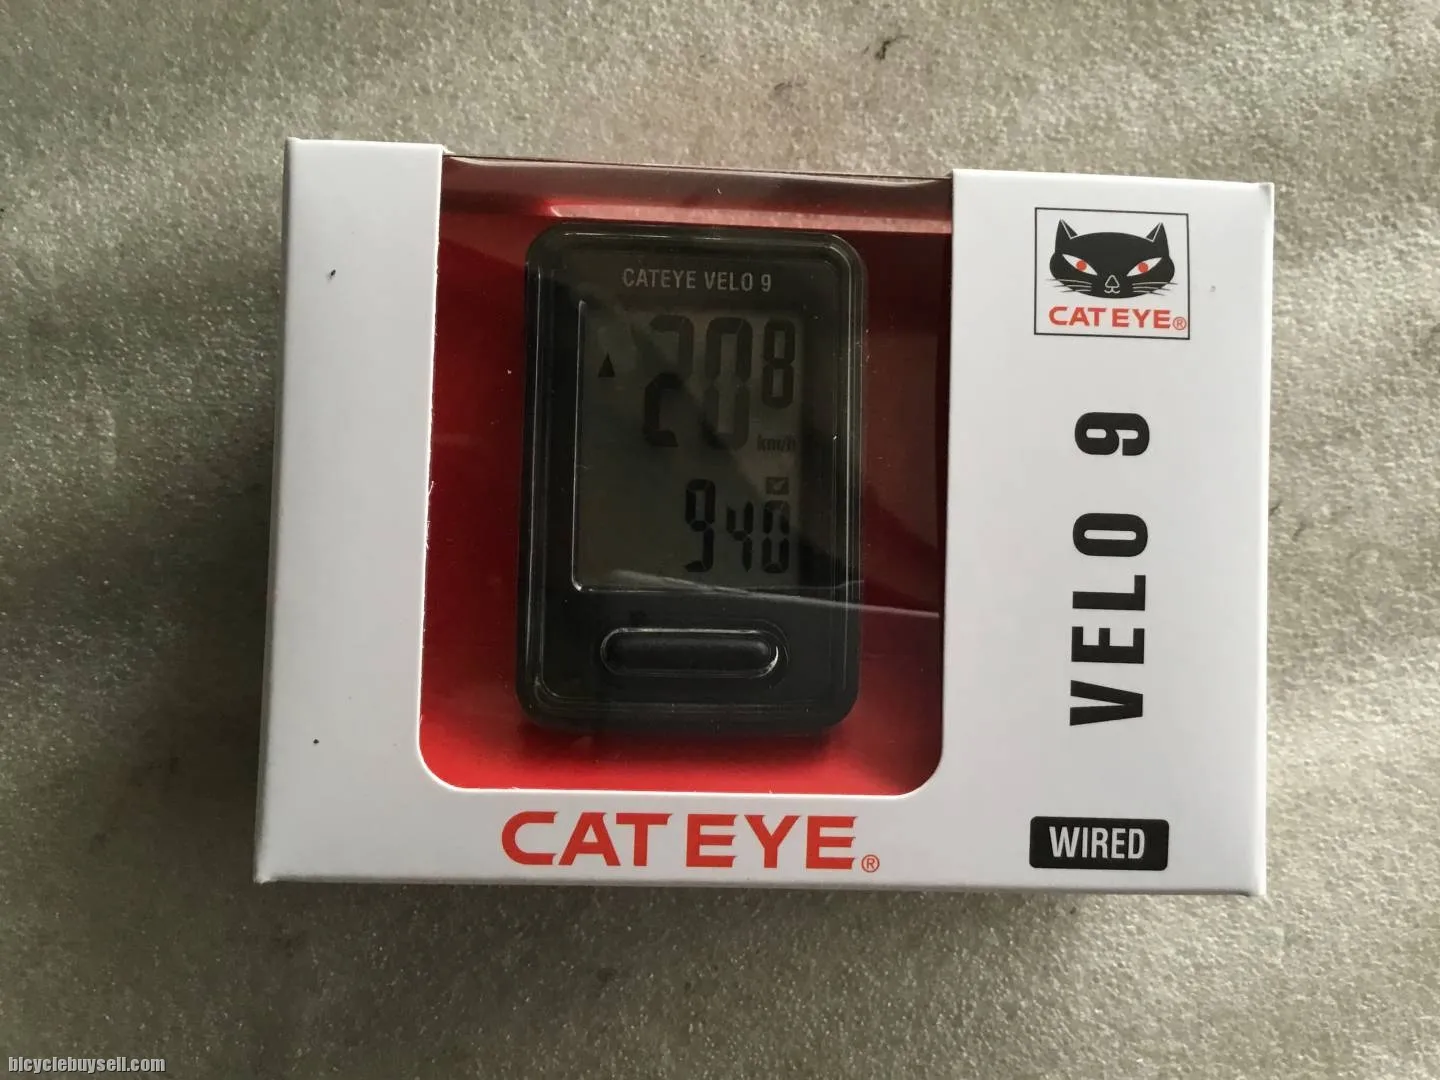 CATEYE VELO 9
208
km/h
940
CATEYE®
VELO 9
CATEYE®
WIRED
bicyclebuysell.com